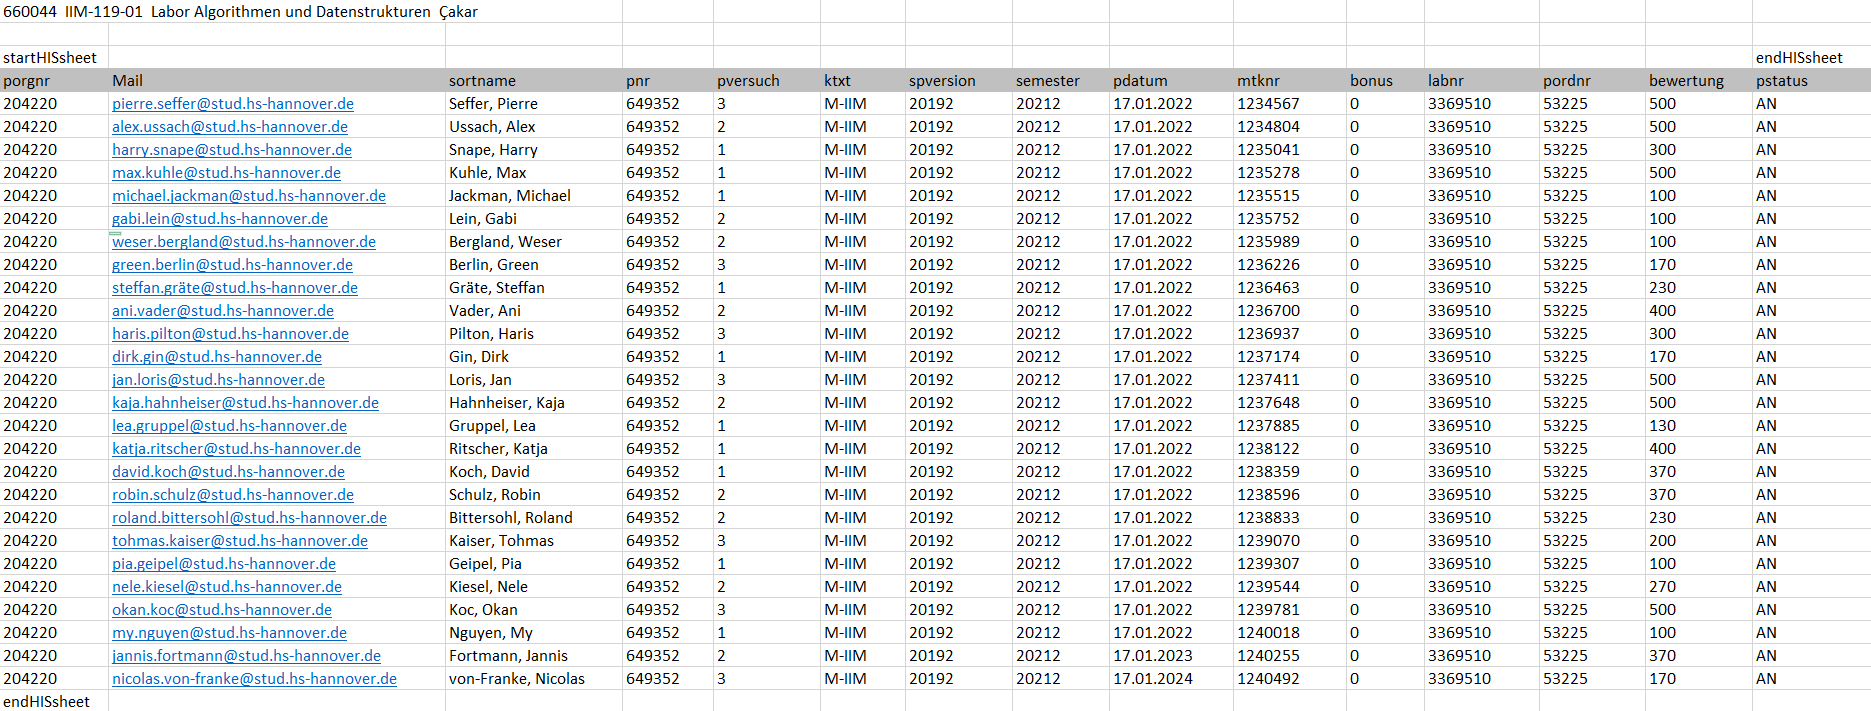 660044 IIM-119-01 Labor Algorithmen und Datenstrukturen Çakar
startHISsheet endHISsheet
porgnr Mail sortname pnr pversuch ktxt spversion semester pdatum mtknr bonus labnr pordnr bewertung pstatus
204220 pierre.seffer@stud.hs-hannover.de Seffer, Pierre 649352 3 M-IIM 20192 20212 17.01.2022 1234567 0 3369510 53225 500 AN
204220 alex.ussach@stud.hs-hannover.de Ussach, Alex 649352 2 M-IIM 20192 20212 17.01.2022 1234804 0 3369510 53225 500 AN
204220 harry.snape@stud.hs-hannover.de Snape, Harry 649352 1 M-IIM 20192 20212 17.01.2022 1235041 0 3369510 53225 300 AN
204220 max.kuhle@stud.hs-hannover.de Kuhle, Max 649352 1 M-IIM 20192 20212 17.01.2022 1235278 0 3369510 53225 500 AN
204220 michael.jackman@stud.hs-hannover.de Jackman, Michael 649352 1 M-IIM 20192 20212 17.01.2022 1235515 0 3369510 53225 100 AN
204220 gabi.lein@stud.hs-hannover.de Lein, Gabi 649352 2 M-IIM 20192 20212 17.01.2022 1235752 0 3369510 53225 100 AN
204220 weser.bergland@stud.hs-hannover.de Bergland, Weser 649352 2 M-IIM 20192 20212 17.01.2022 1235989 0 3369510 53225 100 AN
204220 green.berlin@stud.hs-hannover.de Berlin, Green 649352 3 M-IIM 20192 20212 17.01.2022 1236226 0 3369510 53225 170 AN
204220 steffan.gräte@stud.hs-hannover.de Gräte, Steffan 649352 1 M-IIM 20192 20212 17.01.2022 1236463 0 3369510 53225 230 AN
204220 ani.vader@stud.hs-hannover.de Vader, Ani 649352 2 M-IIM 20192 20212 17.01.2022 1236700 0 3369510 53225 400 AN
204220 haris.pilton@stud.hs-hannover.de Pilton, Haris 649352 3 M-IIM 20192 20212 17.01.2022 1236937 0 3369510 53225 300 AN
204220 dirk.gin@stud.hs-hannover.de Gin, Dirk 649352 1 M-IIM 20192 20212 17.01.2022 1237174 0 3369510 53225 170 AN
204220 jan.loris@stud.hs-hannover.de Loris, Jan 649352 3 M-IIM 20192 20212 17.01.2022 1237411 0 3369510 53225 500 AN
204220 kaja.hahnheiser@stud.hs-hannover.de Hahnheiser, Kaja 649352 2 M-IIM 20192 20212 17.01.2022 1237648 0 3369510 53225 500 AN
204220 lea.gruppel@stud.hs-hannover.de Gruppel, Lea 649352 1 M-IIM 20192 20212 17.01.2022 1237885 0 3369510 53225 130 AN
204220 katja.ritscher@stud.hs-hannover.de Ritscher, Katja 649352 1 M-IIM 20192 20212 17.01.2022 1238122 0 3369510 53225 400 AN
204220 david.koch@stud.hs-hannover.de Koch, David 649352 1 M-IIM 20192 20212 17.01.2022 1238359 0 3369510 53225 370 AN
204220 robin.schulz@stud.hs-hannover.de Schulz, Robin 649352 2 M-IIM 20192 20212 17.01.2022 1238596 0 3369510 53225 370 AN
204220 roland.bittersohl@stud.hs-hannover.de Bittersohl, Roland 649352 2 M-IIM 20192 20212 17.01.2022 1238833 0 3369510 53225 230 AN
204220 tohmas.kaiser@stud.hs-hannover.de Kaiser, Tohmas 649352 3 M-IIM 20192 20212 17.01.2022 1239070 0 3369510 53225 200 AN
204220 pia.geipel@stud.hs-hannover.de Geipel, Pia 649352 1 M-IIM 20192 20212 17.01.2022 1239307 0 3369510 53225 100 AN
204220 nele.kiesel@stud.hs-hannover.de Kiesel, Nele 649352 2 M-IIM 20192 20212 17.01.2022 1239544 0 3369510 53225 270 AN
204220 okan.koc@stud.hs-hannover.de Koc, Okan 649352 3 M-IIM 20192 20212 17.01.2022 1239781 0 3369510 53225 500 AN
204220 my.nguyen@stud.hs-hannover.de Nguyen, My 649352 1 M-IIM 20192 20212 17.01.2022 1240018 0 3369510 53225 100 AN
204220 jannis.fortmann@stud.hs-hannover.de Fortmann, Jannis 649352 2 M-IIM 20192 20212 17.01.2023 1240255 0 3369510 53225 370 AN
204220 nicolas.von-franke@stud.hs-hannover.de von-Franke, Nicolas 649352 3 M-IIM 20192 20212 17.01.2024 1240492 0 3369510 53225 170 AN
endHISsheet